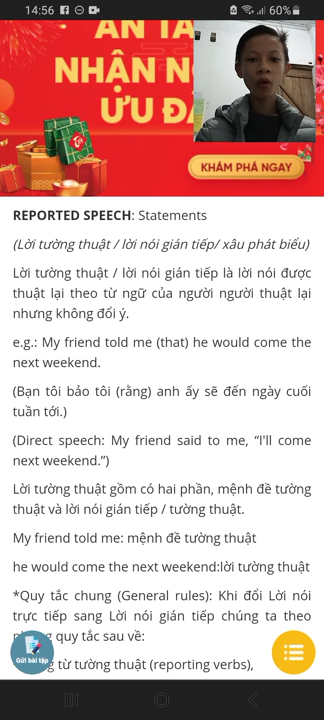 14:56
60%
ƯU ĐÃ
KHÁM PHÁ NGAY
REPORTED SPEECH: Statements
(Lời tường thuật / lời nói gián tiếp/ xâu phát biểu)
Lời tường thuật / lời nói gián tiếp là lời nói được
thuật lại theo từ ngữ của người người thuật lại
nhưng không đổi ý.
e.g.: My friend told me (that) he would come the
next weekend.
(Bạn tôi bảo tôi (rằng) anh ấy sẽ đến ngày cuối
tuần tới.)
(Direct speech: My friend said to me, “I'll come
next weekend.”)
Lời tường thuật gồm có hai phần, mệnh đề tường
thuật và lời nói gián tiếp / tường thuật.
My friend told me: mệnh đề tường thuật
he would come the next weekend:lời tường thuật
*Quy tắc chung (General rules): Khi đổi Lời nói
trực tiếp sang Lời nói gián tiếp chúng ta theo
quy tắc sau về:
Gửi bài tập
từ tường thuật (reporting verbs),